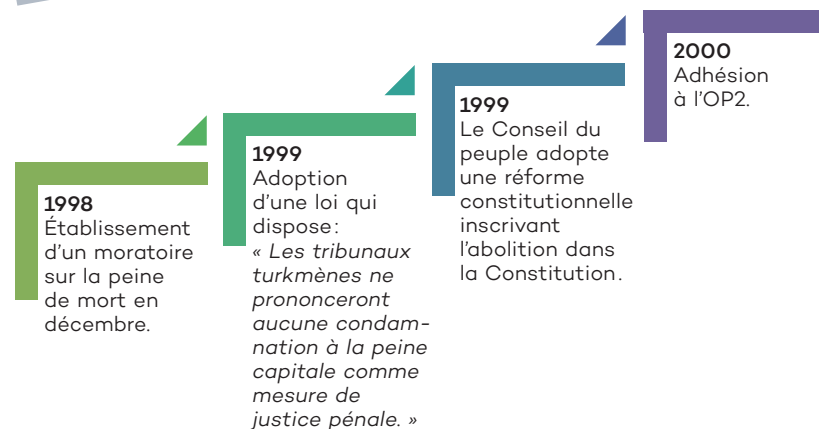 1998
Établissement
d'un moratoire
sur la peine
de mort en
décembre.
1999
Adoption
d'une loi qui
dispose :
« Les tribunaux
turkmènes ne
prononceront
aucune condam-
nation à la peine
capitale comme
mesure de
justice pénale. »
1999
Le Conseil du
peuple adopte
une réforme
constitutionnelle
inscrivant
l'abolition dans
la Constitution.
2000
Adhésion
à l'OP2.